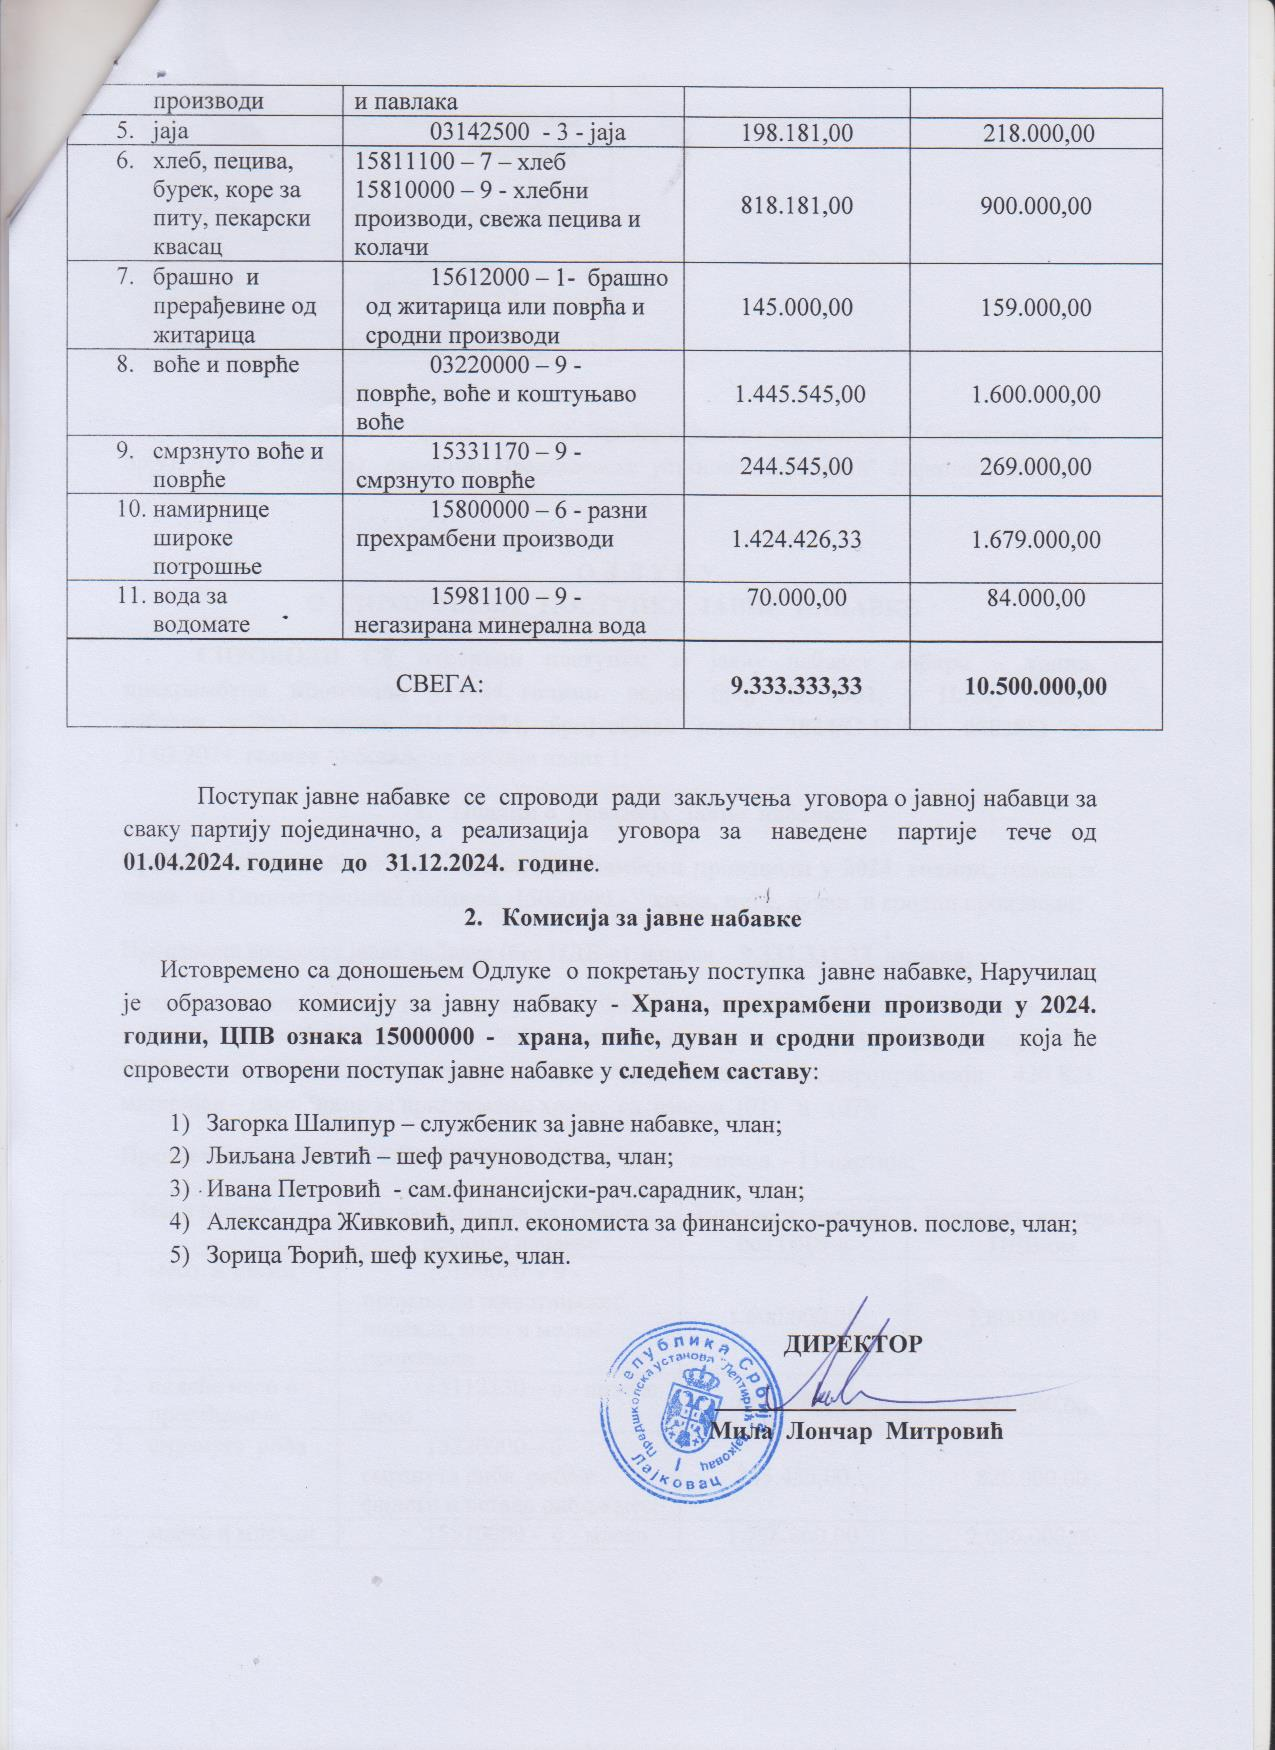 производи и павлака
5. јаја 03142500 - 3 - јаја 198.181,00 218.000,00
6. хлеб, пецива, бурек, коре за питу, пекарски квасац
15811100 – 7 – хлеб
15810000 – 9 - хлебни
производи, свежа пецива и
колачи
818.181,00 900.000,00
7. брашно и
прерађевине од
житарица
15612000 – 1- брашно
од житарица или поврћа и
сродни производи
145.000,00 159.000,00
8. воће и поврће
03220000 – 9 -
поврће, воће и коштуњаво
воће
1.445.545,00 1.600.000,00
9. смрзнуто воће и
поврће
15331170 – 9 -
смрзнуто поврће
244.545,00 269.000,00
10. намирнице
широке
потрошње
15800000 – 6 - разни
прехрамбени производи
1.424.426,33 1.679.000,00
11. вода за
водомате
15981100 – 9 -
негазирана минерална вода
70.000,00 84.000,00
СВЕГА: 9.333.333,33 10.500.000,00
Поступак јавне набавке се спроводи ради закључења уговора о јавној набавци за
сваку партију појединачно, а реализација уговора за наведене партије тече од
01.04.2024. године до 31.12.2024. године.
2. Комисија за јавне набавке
Истовремено са доношењем Одлуке о покретању поступка јавне набавке, Наручилац
је образовао комисију за јавну набваку - Храна, прехрамбени производи у 2024.
години, ЦПВ ознака 15000000 - храна, пиће, дуван и сродни производи која ће
спровести отворени поступак јавне набавке у следећем саставу:
1) Загорка Шалипур – службеник за јавне набавке, члан;
2) Љиљана Јевтић – шеф рачуноводства, члан;
3) Ивана Петровић - сам.финансијски-рач.сарадник, члан;
4) Александра Живковић, дипл. економиста за финансијско-рачунов. послове, члан;
5) Зорица Ђорић, шеф кухиње, члан.
ДИРЕКТОР
Мила Лончар Митровић
Република Србија
Предшколска установа "Лептирић" Лајковац
I
Лајковац